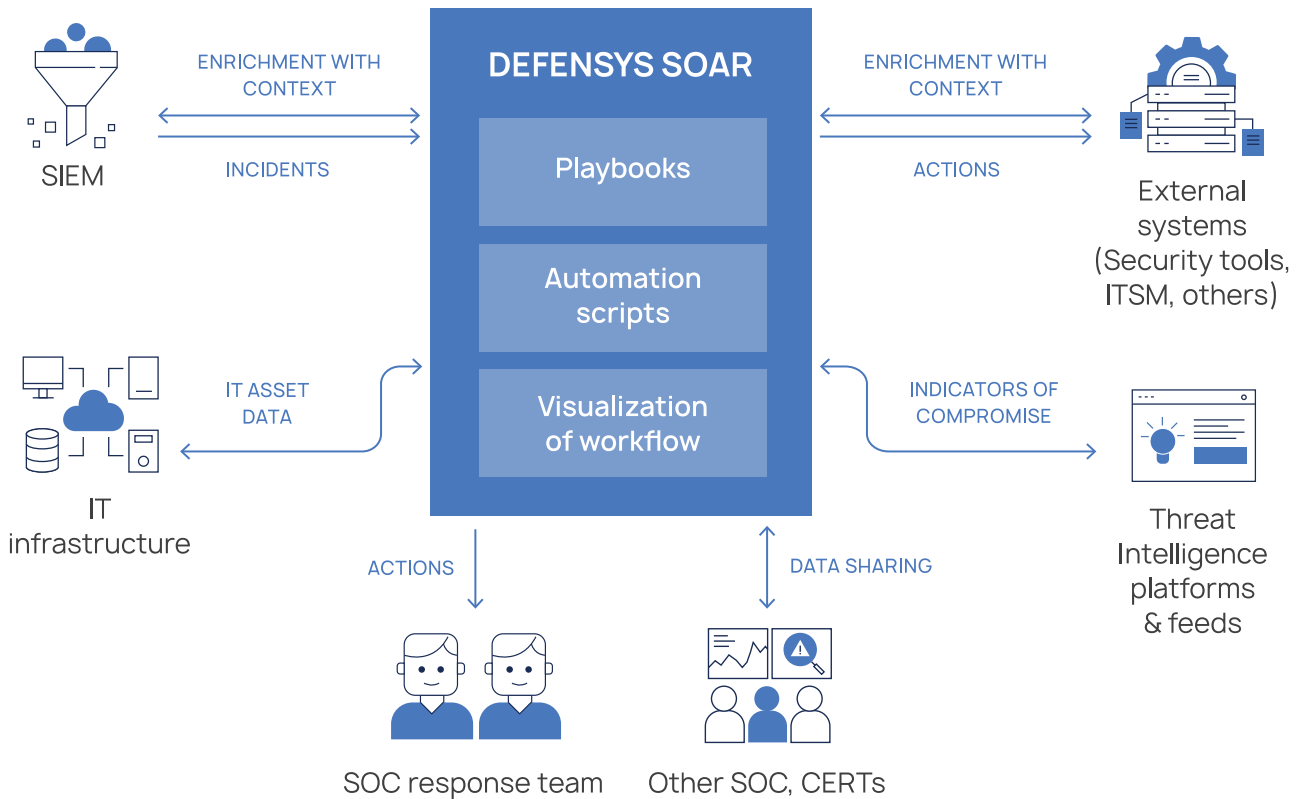 DEFENSYS SOAR
ENRICHMENT WITH
CONTEXT
INCIDENTS
SIEM
Playbooks
Automation
scripts
Visualization
of workflow
ENRICHMENT WITH
CONTEXT
ACTIONS
External
systems
(Security tools,
ITSM, others)
IT ASSET
DATA
IT
infrastructure
INDICATORS OF
COMPROMISE
Threat
Intelligence
platforms
& feeds
ACTIONS
SOC response team
DATA SHARING
Other SOC, CERTs